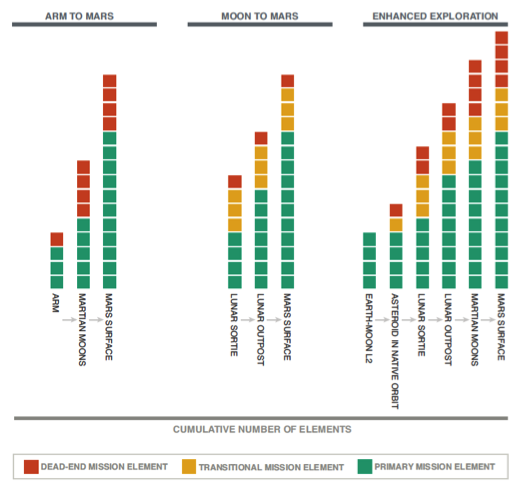 ARM TO MARS
MOON TO MARS
ENHANCED EXPLORATION
ARM
MARTIAN MOONS
MARS SURFACE
LUNAR SORTIE
LUNAR OUTPOST
MARS SURFACE
EARTH-MOON L2
ASTEROID IN NATIVE ORBIT
LUNAR SORTIE
LUNAR OUTPOST
MARTIAN MOONS
MARS SURFACE
CUMULATIVE NUMBER OF ELEMENTS
DEAD-END MISSION ELEMENT
TRANSITIONAL MISSION ELEMENT
PRIMARY MISSION ELEMENT